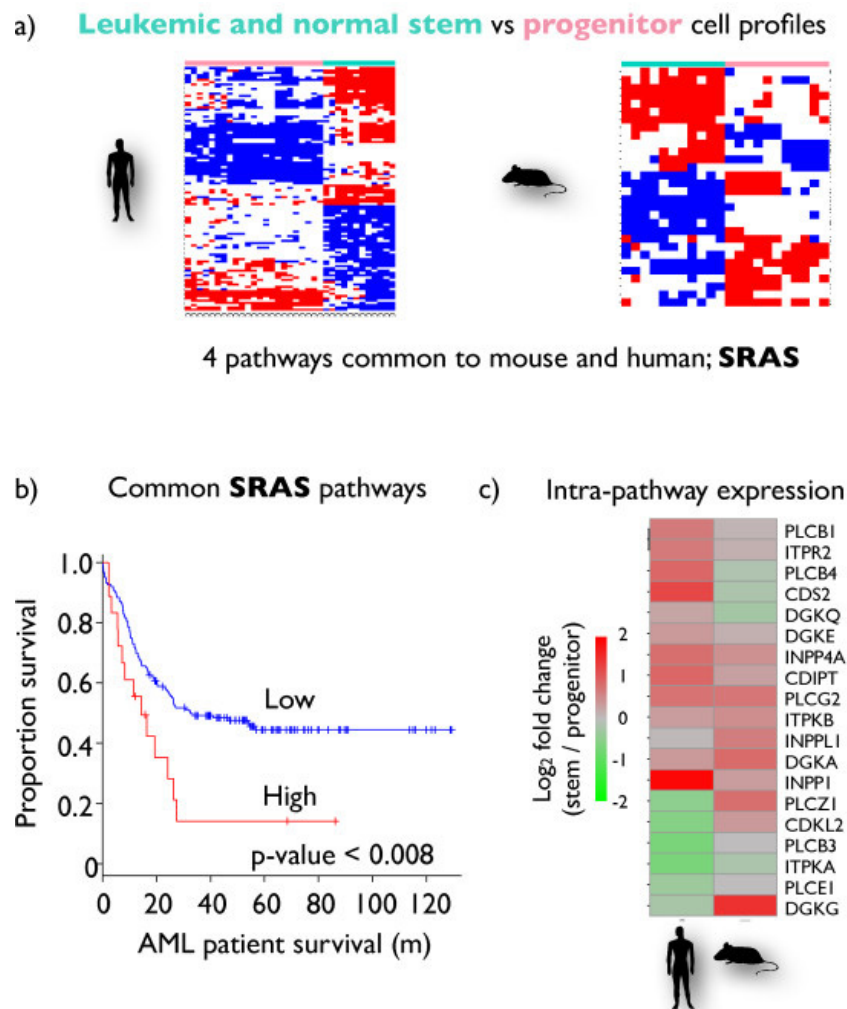 a) Leukemic and normal stem vs progenitor cell profiles
4 pathways common to mouse and human; SRAS
b) Common SRAS pathways
Proportion survival
1.0
0.8
0.6
0.4
0.2
0
Low
High
p-value < 0.008
0 20 40 60 80 100 120
AML patient survival (m)
c) Intra-pathway expression
Log2 fold change
(stem / progenitor)
2
1
0
-1
-2
PLCB1
ITPR2
PLCB4
CDS2
DGKQ
DGKE
INPP4A
CDIPT
PLCG2
ITPKB
INPPL1
DGKA
INPP1
PLCZ1
CDKL2
PLCB3
ITPKA
PLCE1
DGKG